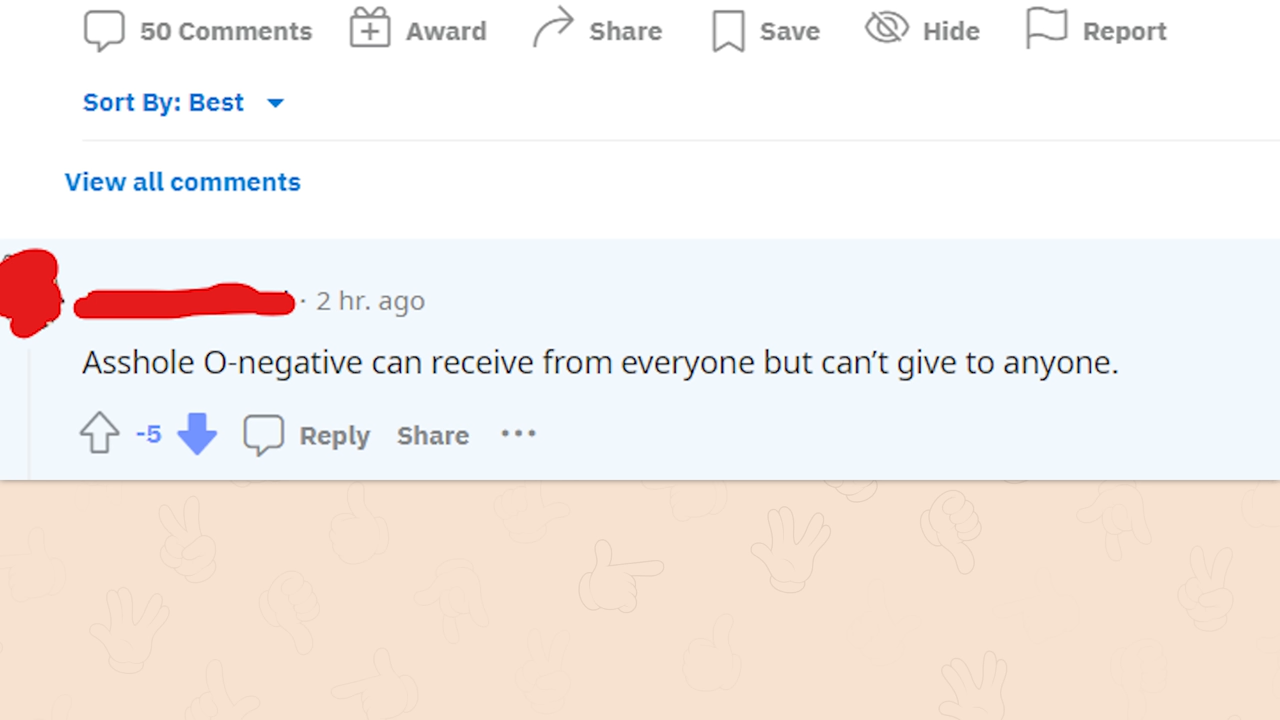 50 Comments Award Share Save Hide Report
Sort By: Best
View all comments
· 2 hr. ago
Asshole O-negative can receive from everyone but can’t give to anyone.
-5 Reply Share ···